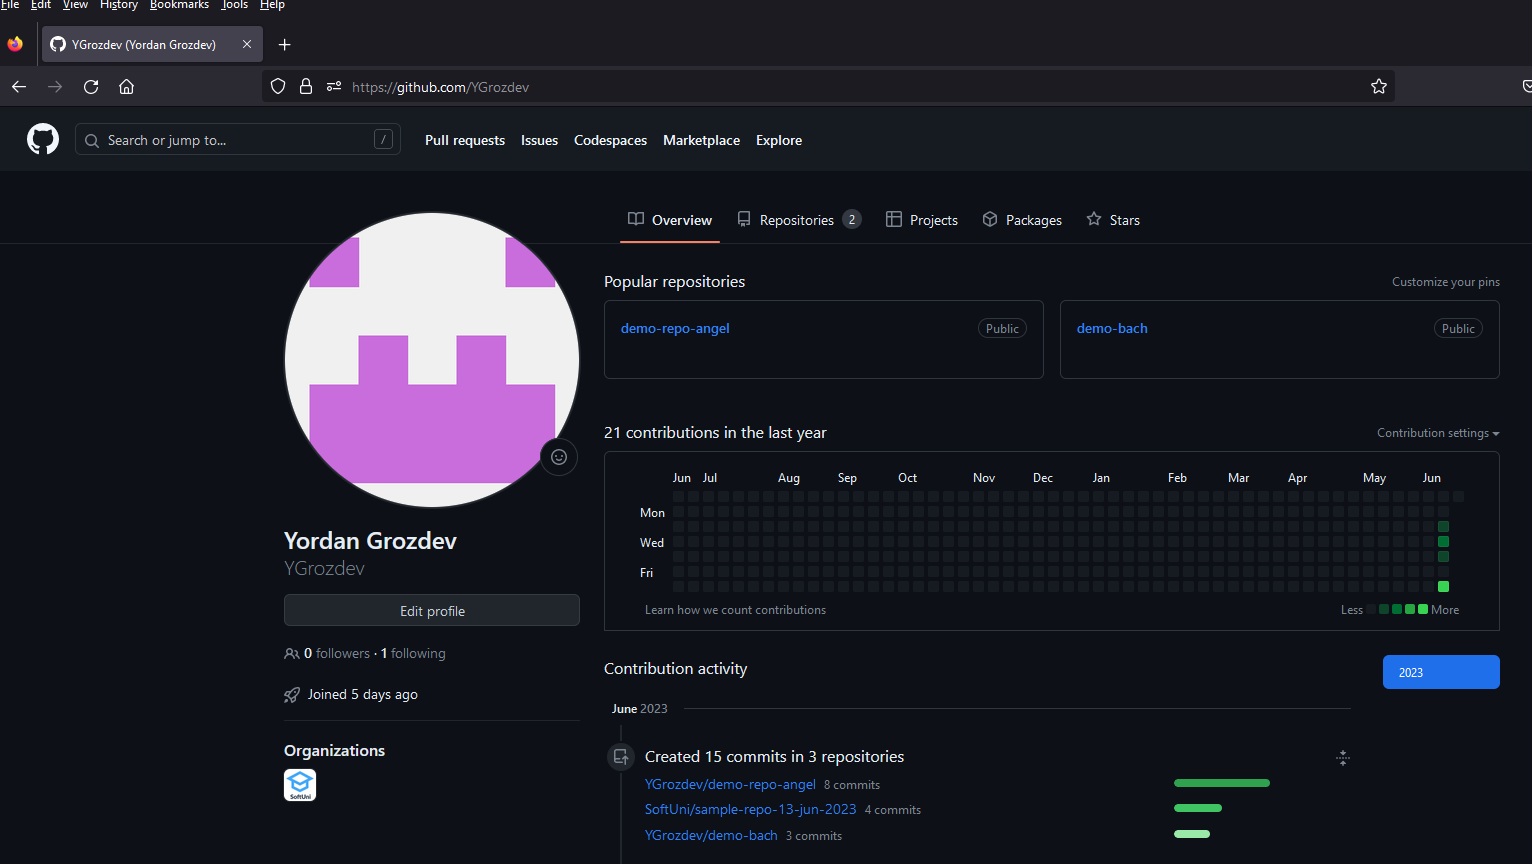 File Edit View History Bookmarks Tools Help
YGrozdev (Yordan Grozdev)
https://github.com/YGrozdev
Search or jump to... / Pull requests Issues Codespaces Marketplace Explore
Overview Repositories 2 Projects Packages Stars
Popular repositories Customize your pins
demo-repo-angel Public demo-bach Public
21 contributions in the last year Contribution settings
Jun Jul Aug Sep Oct Nov Dec Jan Feb Mar Apr May Jun
Mon
Wed
Fri
Learn how we count contributions Less More
Yordan Grozdev
YGrozdev
Edit profile
0 followers · 1 following
Joined 5 days ago
Organizations
SoftUni
Contribution activity 2023
June 2023
Created 15 commits in 3 repositories
YGrozdev/demo-repo-angel 8 commits
SoftUni/sample-repo-13-jun-2023 4 commits
YGrozdev/demo-bach 3 commits